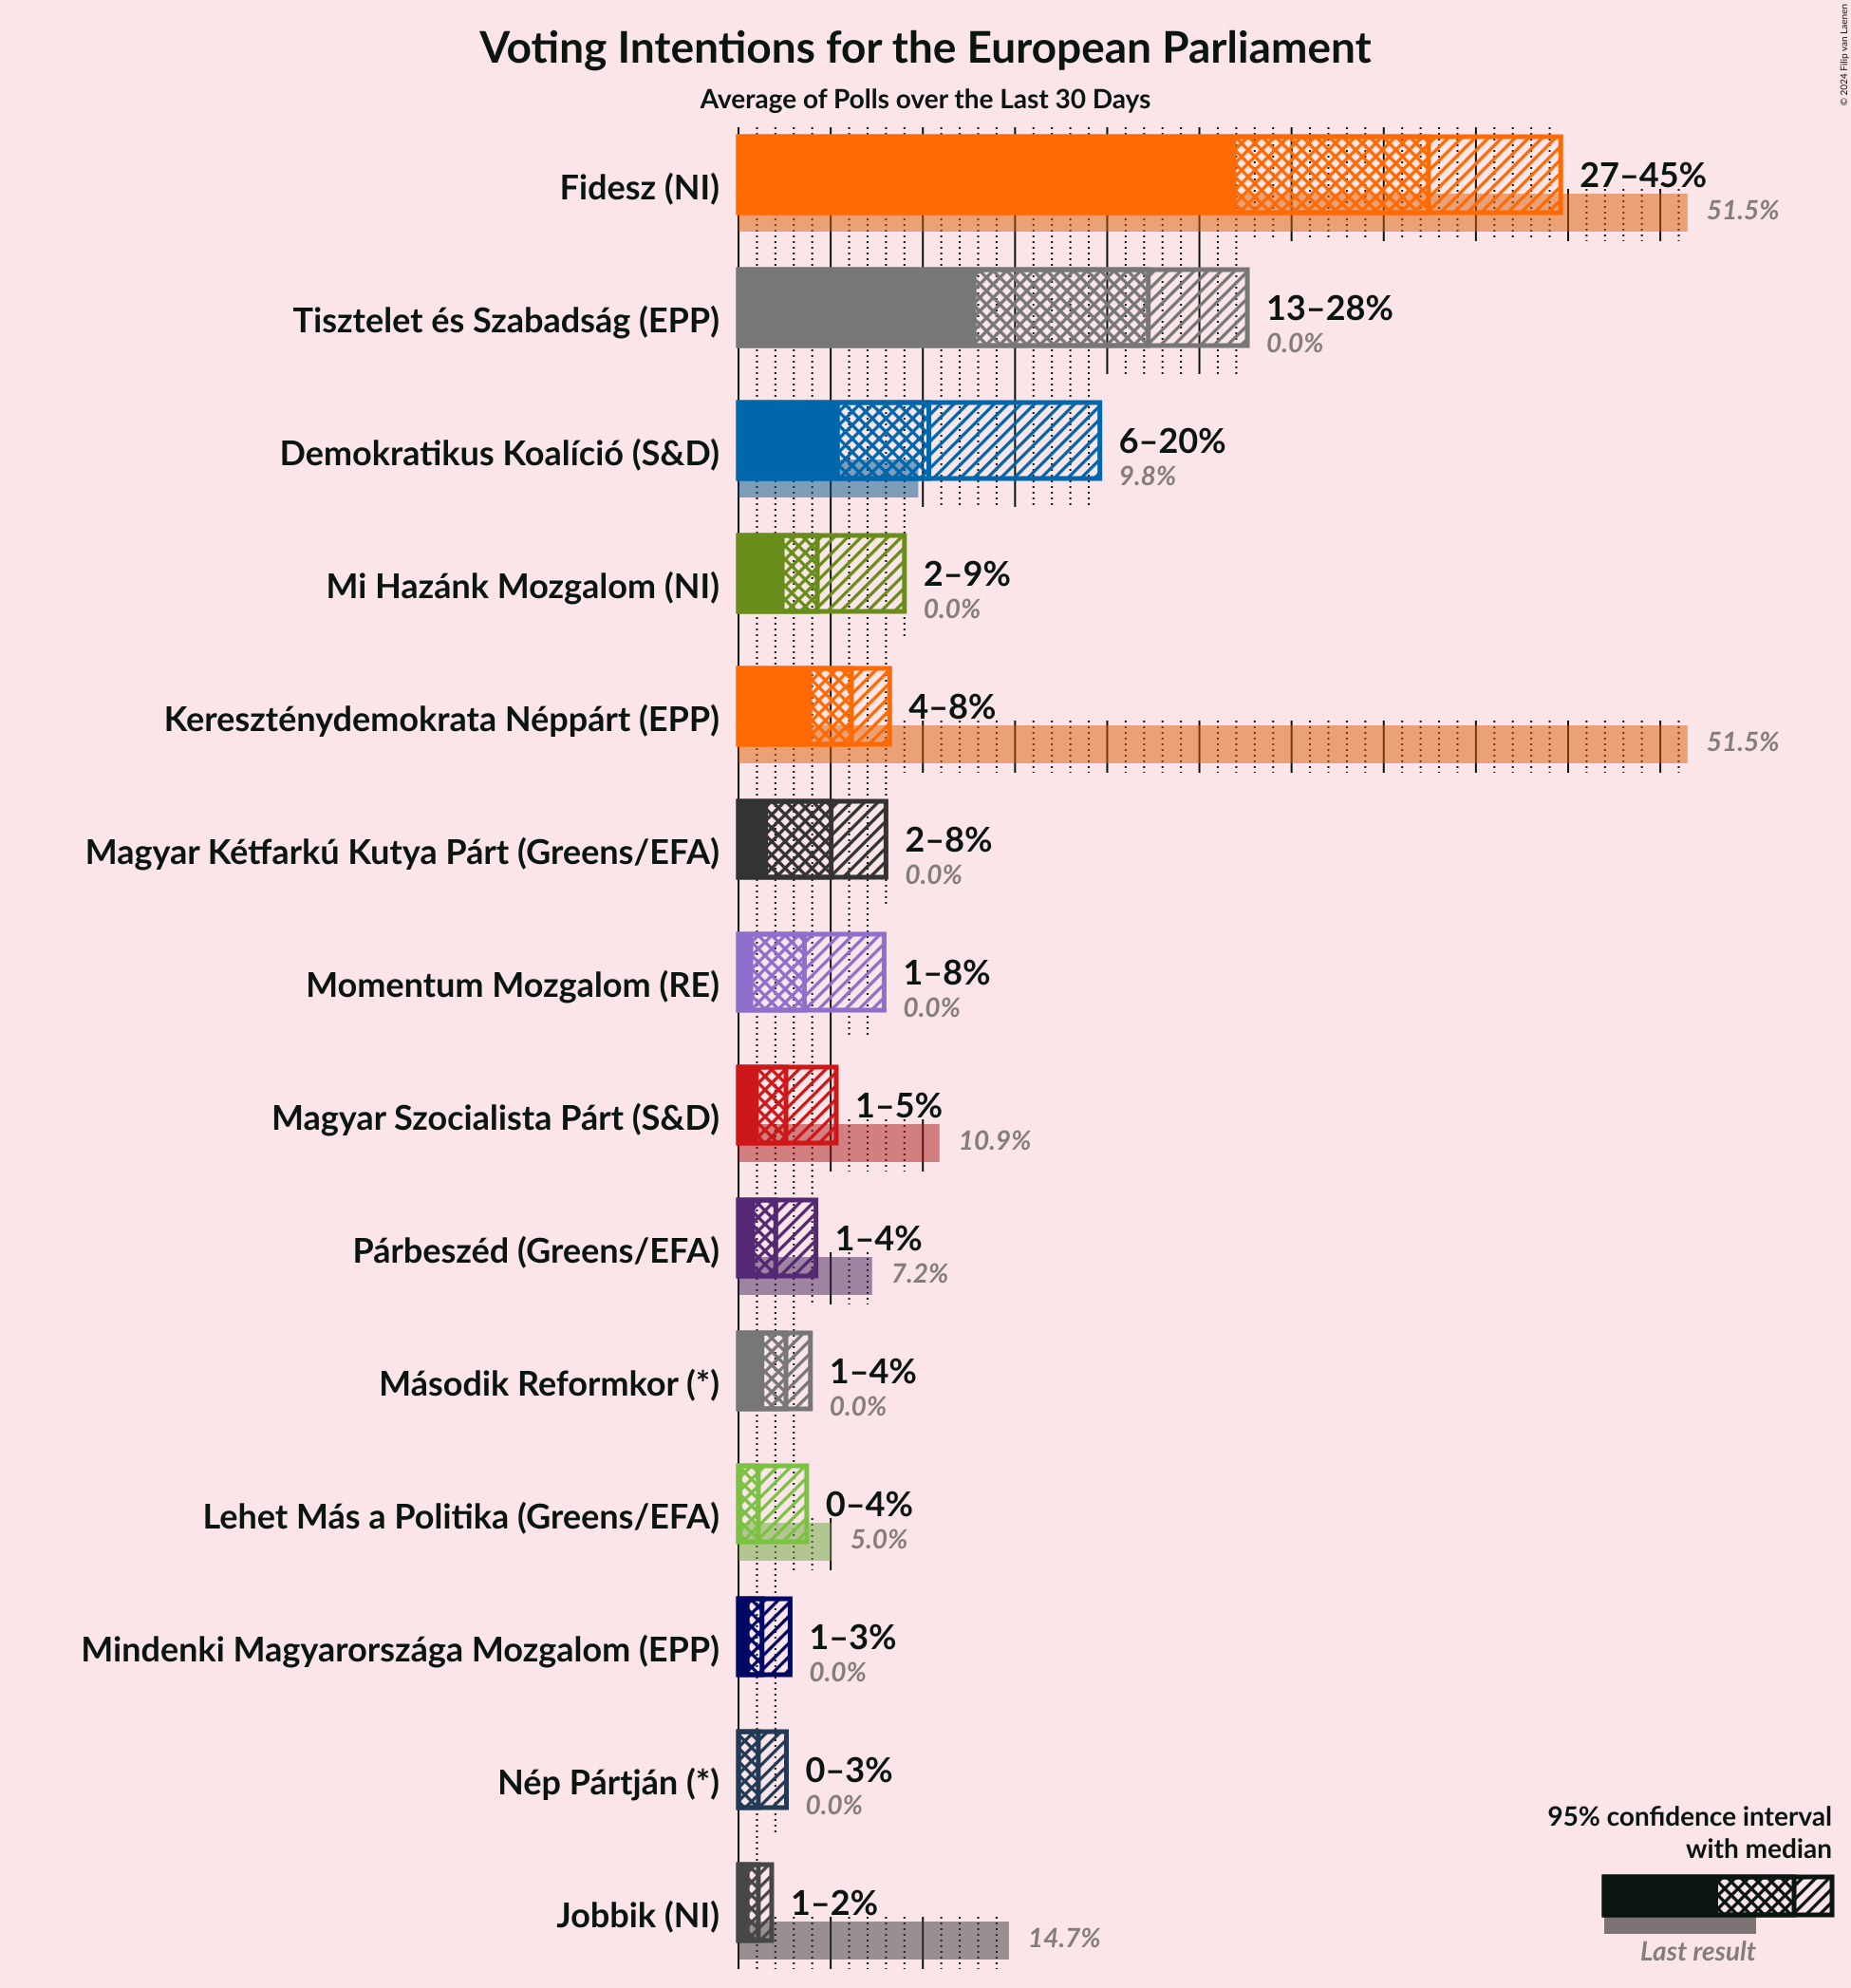 © 2024 Filip van Laenen
Voting Intentions for the European Parliament
Average of Polls over the Last 30 Days
Fidesz (NI)
27–45%
51.5%
Tisztelet és Szabadság (EPP)
13–28%
0.0%
Demokratikus Koalíció (S&D)
6–20%
9.8%
Mi Hazánk Mozgalom (NI)
2–9%
0.0%
Kereszténydemokrata Néppárt (EPP)
4–8%
51.5%
Magyar Kétfarkú Kutya Párt (Greens/EFA)
2–8%
0.0%
Momentum Mozgalom (RE)
1–8%
0.0%
Magyar Szocialista Párt (S&D)
1–5%
10.9%
Párbeszéd (Greens/EFA)
1–4%
7.2%
Második Reformkor (*)
1–4%
0.0%
Lehet Más a Politika (Greens/EFA)
0–4%
5.0%
Mindenki Magyarországa Mozgalom (EPP)
1–3%
0.0%
Nép Pártján (*)
0–3%
0.0%
Jobbik (NI)
1–2%
14.7%
95% confidence interval
with median
Last result